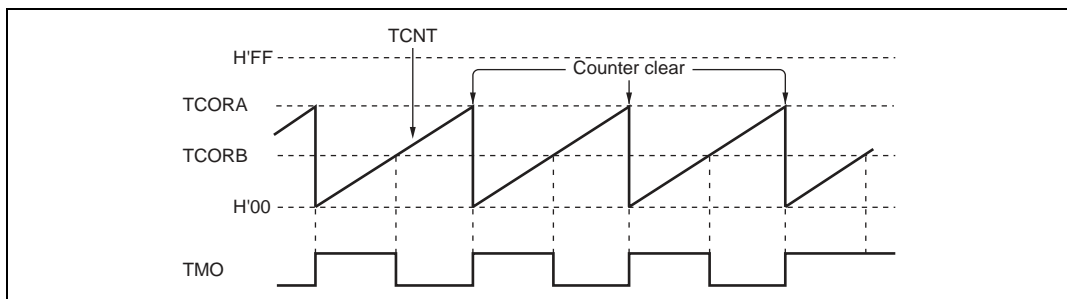 TCNT
H'FF
Counter clear
TCORA
TCORB
H'00
TMO